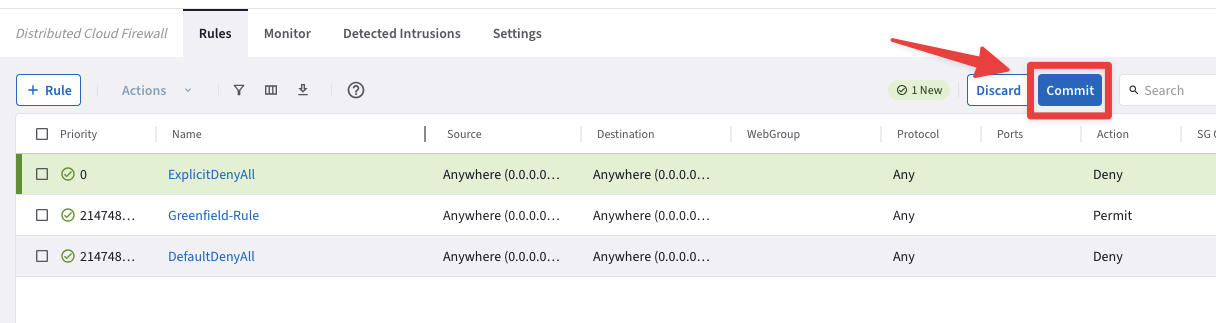 Distributed Cloud Firewall Rules Monitor Detected Intrusions Settings
+ Rule Actions 1 New Discard Commit Search
Priority Name Source Destination WebGroup Protocol Ports Action SG
0 ExplicitDenyAll Anywhere (0.0.0.0... Anywhere (0.0.0.0... Any Deny
214748... Greenfield-Rule Anywhere (0.0.0.0... Anywhere (0.0.0.0... Any Permit
214748... DefaultDenyAll Anywhere (0.0.0.0... Anywhere (0.0.0.0... Any Deny